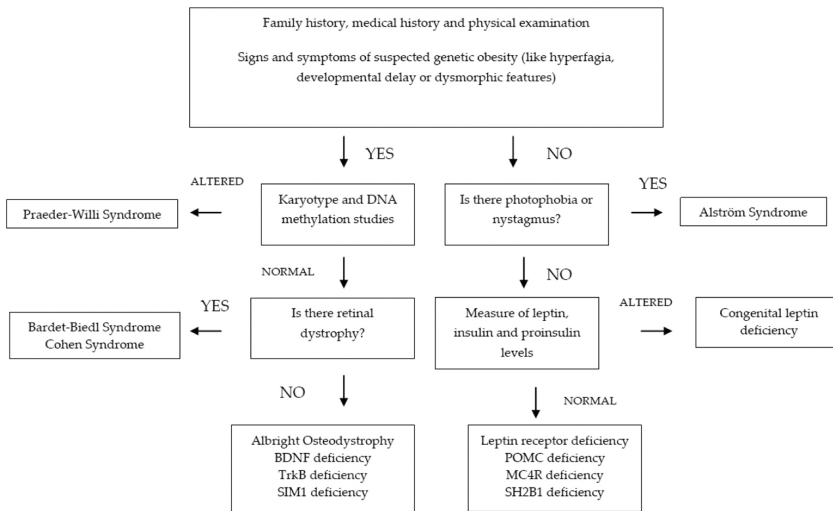 Family history, medical history and physical examination
Signs and symptoms of suspected genetic obesity (like hyperfagia,
developmental delay or dysmorphic features)
YES
NO
ALTERED
Praeder-Willi Syndrome
Karyotype and DNA
methylation studies
Is there photophobia or
nystagmus?
YES
Alström Syndrome
NORMAL
NO
YES
Bardet-Biedl Syndrome
Cohen Syndrome
Is there retinal
dystrophy?
Measure of leptin,
insulin and proinsulin
levels
ALTERED
Congenital leptin
deficiency
NO
NORMAL
Albright Osteodystrophy
BDNF deficiency
TrkB deficiency
SIM1 deficiency
Leptin receptor deficiency
POMC deficiency
MC4R deficiency
SH2B1 deficiency